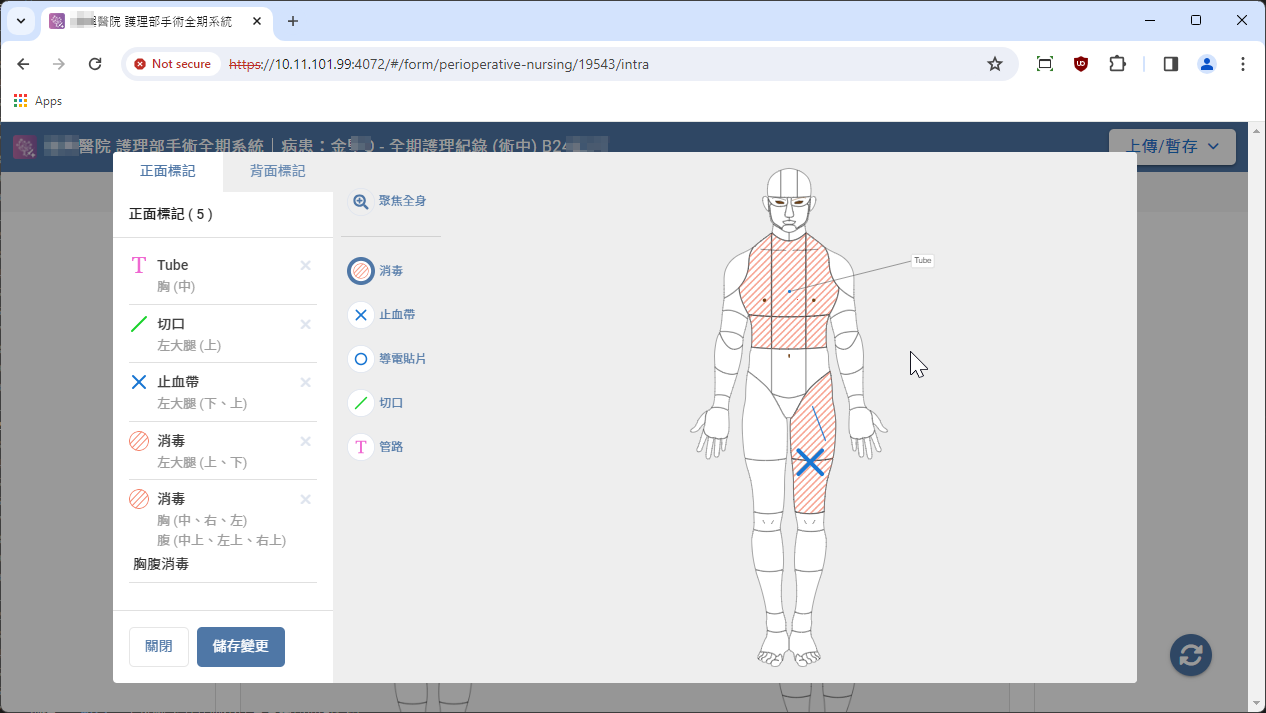 醫院 護理部手術全期系統
Not secure
https://10.11.101.99:4072/#/form/perioperative-nursing/19543/intra
Apps
醫院 護理部手術全期系統｜病患：金 - 全期護理紀錄 (術中) B24
上傳/暫存
正面標記
背面標記
正面標記 ( 5 )
Tube
胸 (中)
切口
左大腿 (上)
止血帶
左大腿 (下、上)
消毒
左大腿 (上、下)
消毒
胸 (中、右、左)
腹 (中上、左上、右上)
胸腹消毒
關閉
儲存變更
聚焦全身
消毒
止血帶
導電貼片
切口
T 管路
Tube